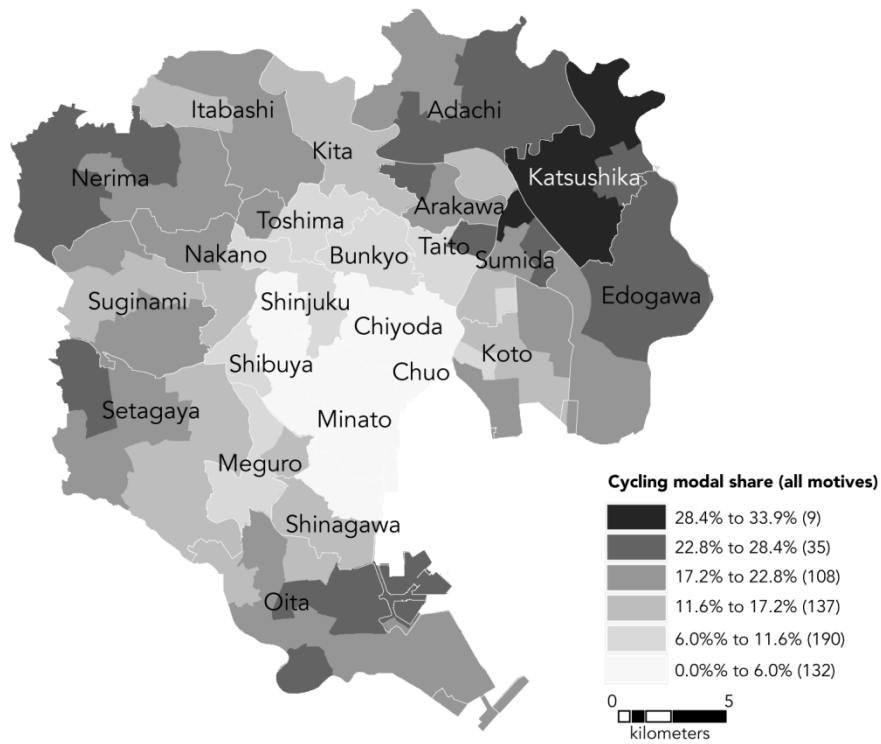 Itabashi
Adachi
Kita
Nerima
Katsushika
Arakawa
Toshima
Taito
Nakano
Bunkyo
Sumida
Suginami
Shinjuku
Edogawa
Chiyoda
Koto
Shibuya
Chuo
Setagaya
Minato
Meguro
Shinagawa
Oita
Cycling modal share (all motives)
28.4% to 33.9% (9)
22.8% to 28.4% (35)
17.2% to 22.8% (108)
11.6% to 17.2% (137)
6.0%% to 11.6% (190)
0.0%% to 6.0% (132)
0 5
kilometers